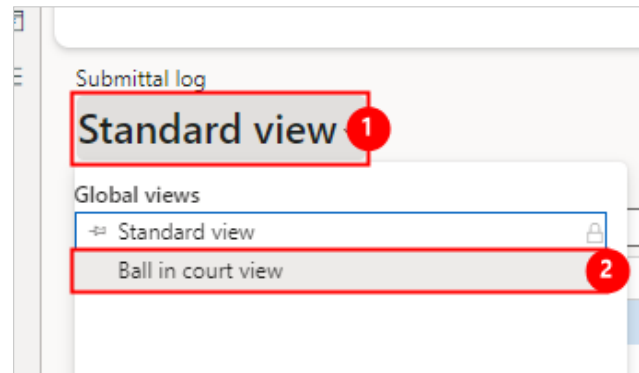 Submittal log
Standard view
1
Global views
Standard view
Ball in court view
2